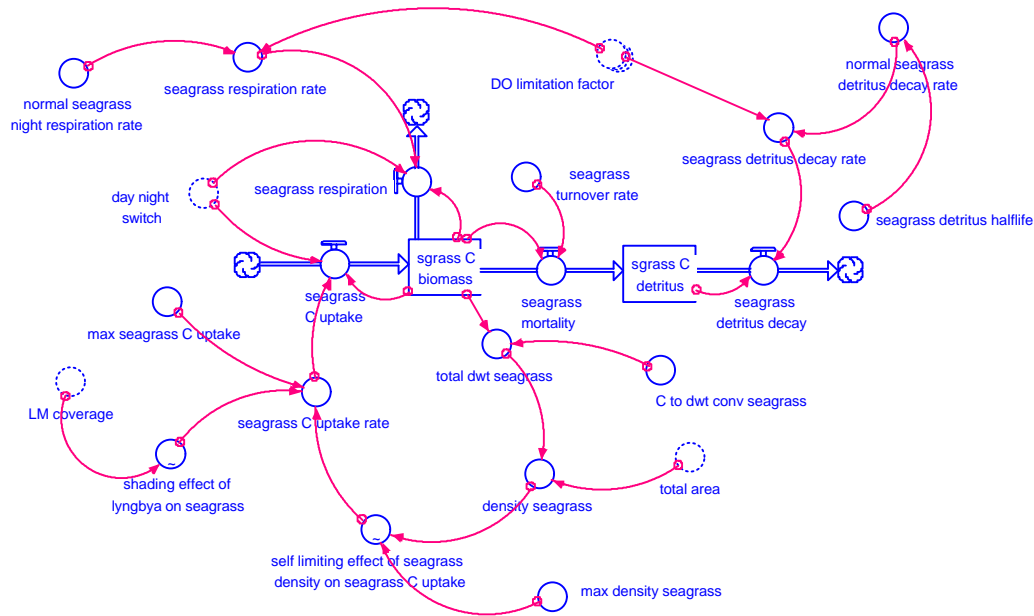 seagrass respiration rate
DO limitation factor
normal seagrass
detritus decay rate
normal seagrass
night respiration rate
seagrass detritus decay rate
day night
switch
seagrass respiration
seagrass
turnover rate
seagrass detritus halflife
sgrass C
biomass
sgrass C
detritus
seagrass
C uptake
seagrass
mortality
seagrass
detritus decay
max seagrass C uptake
total dwt seagrass
C to dwt conv seagrass
LM coverage
seagrass C uptake rate
~
shading effect of
lyngbya on seagrass
density seagrass
total area
~
self limiting effect of seagrass
density on seagrass C uptake
max density seagrass